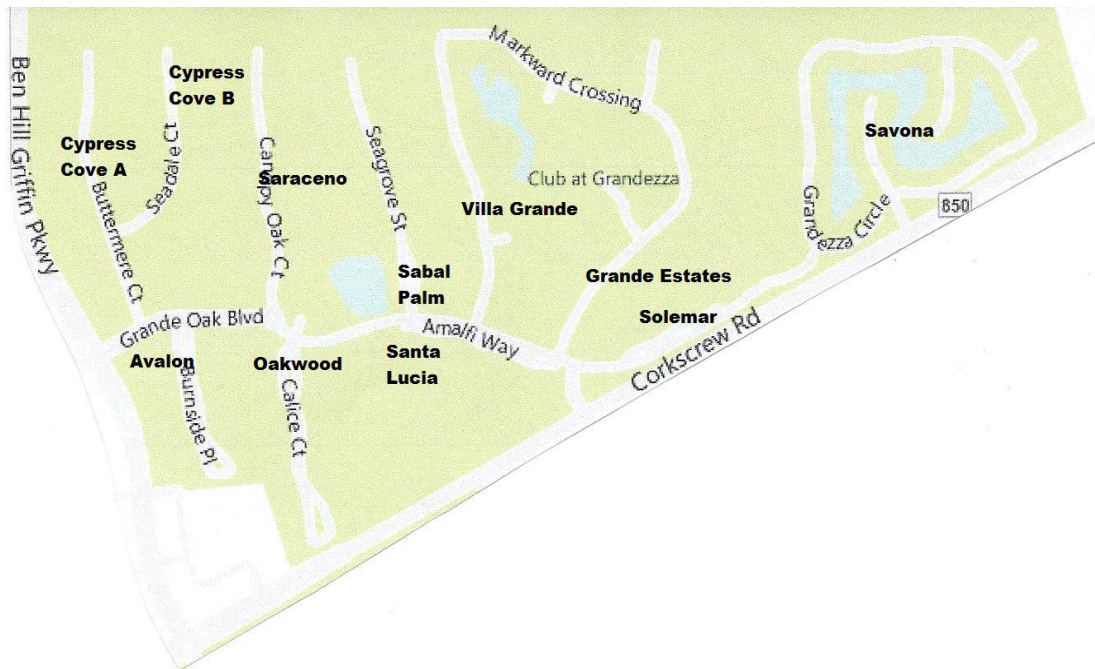 Markward Crossing
Ben Hill Griffin Pkwy
Cypress
Cove B
Cypress
Cove A
Seadale Ct
Buttermere Ct
Canopy Oak Ct
Saraceno
Seagrove St
Savona
Club at Grandezza
Villa Grande
850
Grandezza Circle
Sabal
Palm
Grande Estates
Solemar
Grande Oak Blvd
Amalfi Way
Corkscrew Rd
Avalon
Oakwood
Santa
Lucia
Burnside Pl
Calice Ct